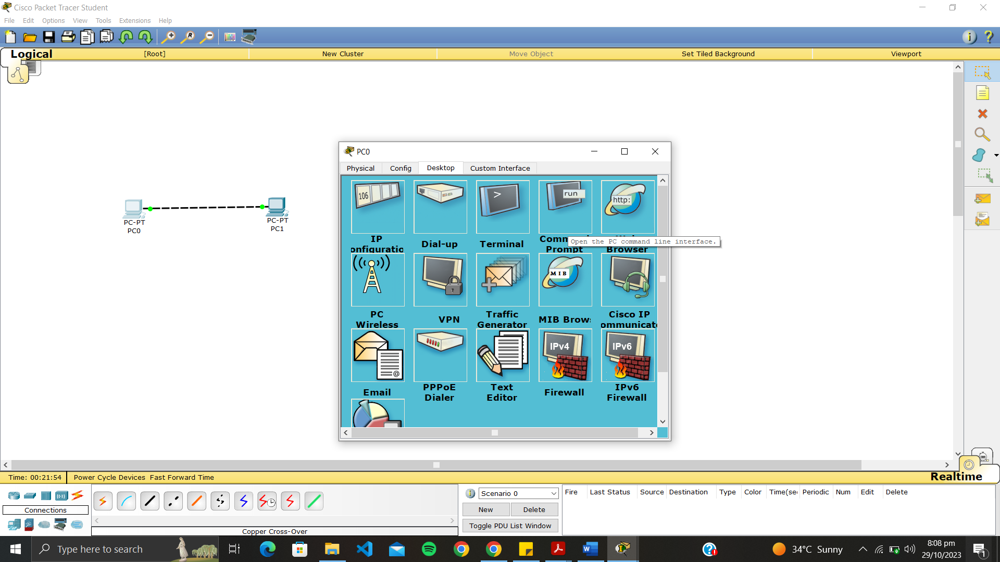 Cisco Packet Tracer Student
File Edit Options View Tools Extensions Help
R
i ?
Logical [Root] New Cluster Move Object Set Tiled Background Viewport
PC-PT
PC0
PC-PT
PC1
PC0
Physical Config Desktop Custom Interface
106 > run http:
IP
onfiguratio
Dial-up
Terminal
Comm
Prompt
Browser
Open the PC command line interface.
MIB
PC
Wireless
VPN
Traffic
Generator
MIB Brow
Cisco IP
ommunicat
@
IPv4
IPv6
Email
PPPoE
Dialer
Text
Editor
Firewall
IPv6
Firewall
Time: 00:21:54 Power Cycle Devices Fast Forward Time
Realtime
Connections
Copper Cross-Over
Scenario 0
New Delete
Toggle PDU List Window
Fire Last Status Source Destination Type Color Time(sec Periodic Num Edit Delete
Type here to search
34°C Sunny
8:08 pm
29/10/2023
1